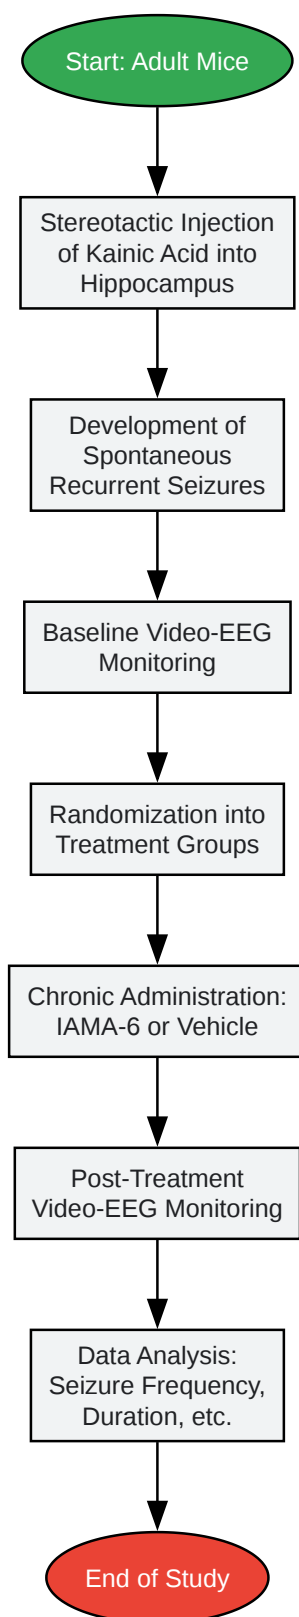 Start: Adult Mice
Stereotactic Injection
of Kainic Acid into
Hippocampus
Development of
Spontaneous
Recurrent Seizures
Baseline Video-EEG
Monitoring
Randomization into
Treatment Groups
Chronic Administration:
IAMA-6 or Vehicle
Post-Treatment
Video-EEG Monitoring
Data Analysis:
Seizure Frequency,
Duration, etc.
End of Study